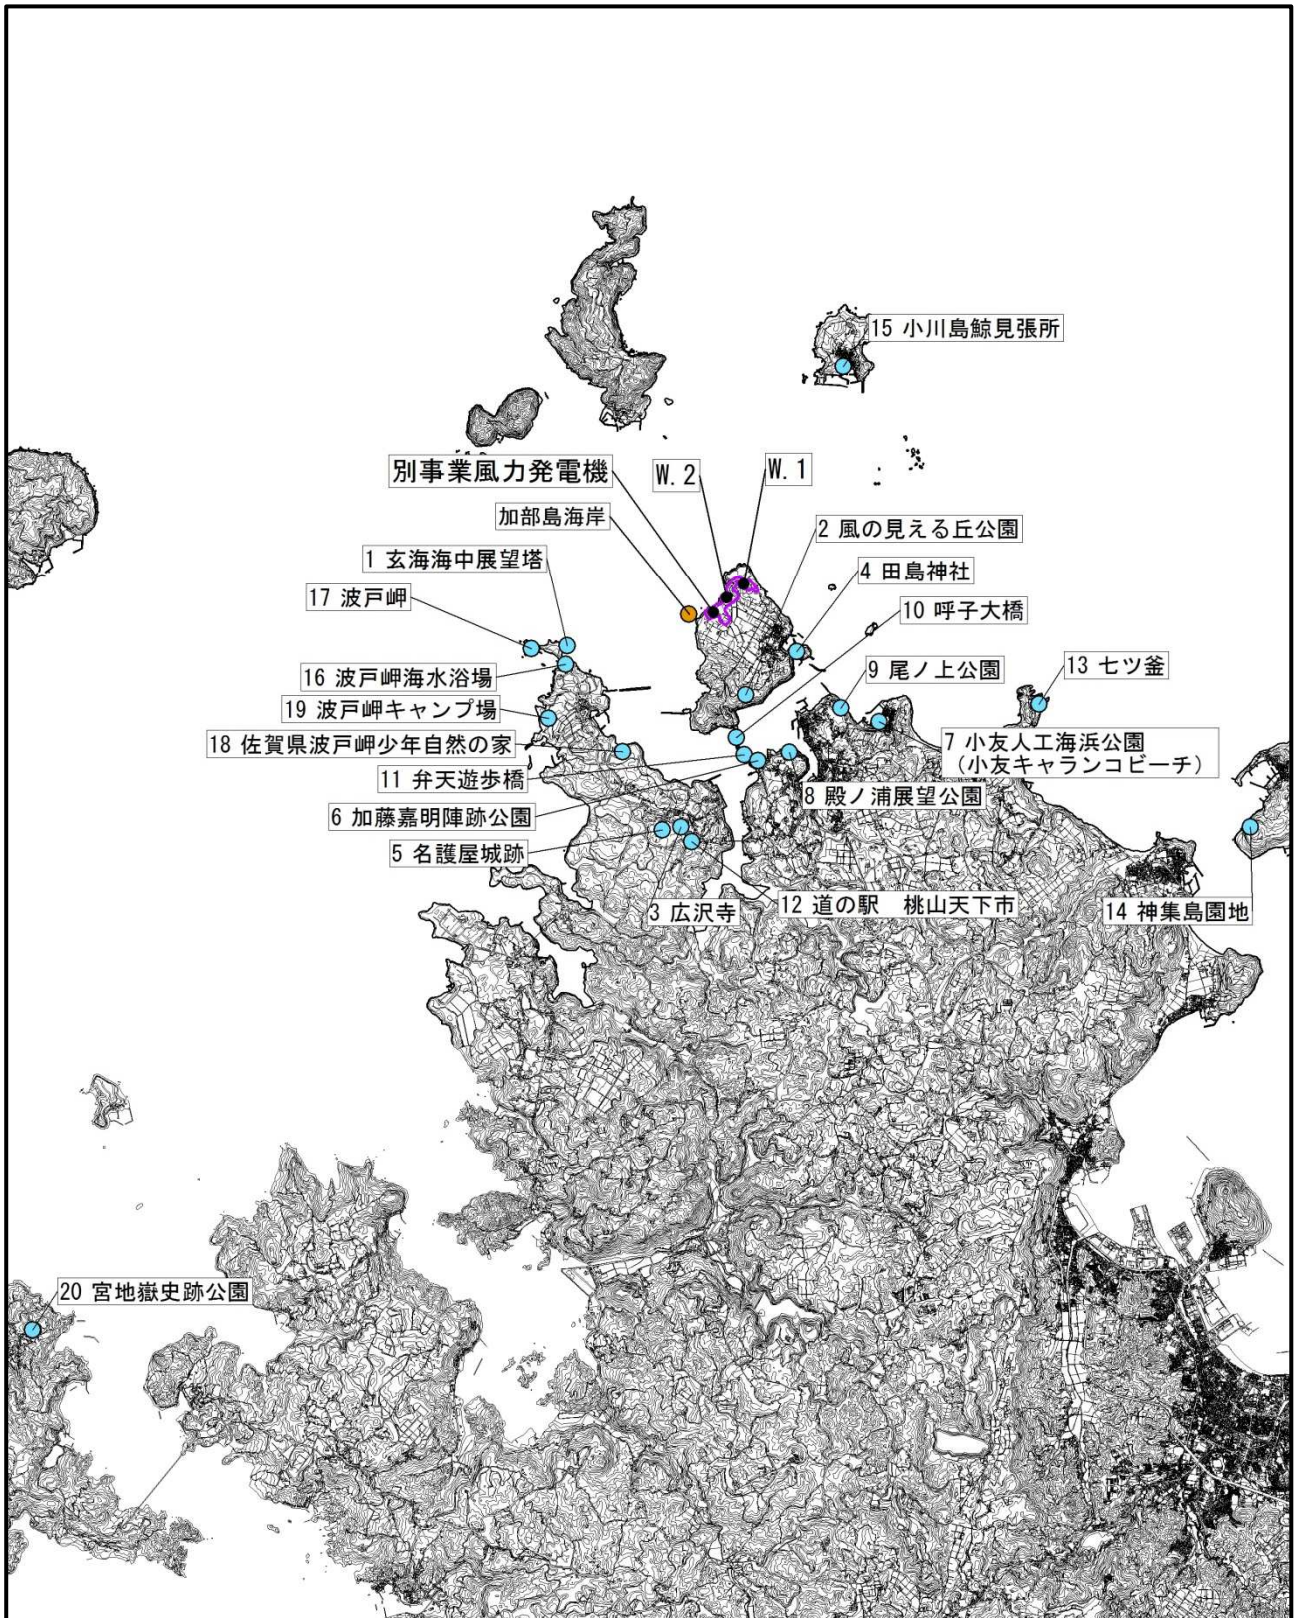 15 小川島鯨見張所
別事業風力発電機
W. 2
W. 1
加部島海岸
2 風の見える丘公園
1 玄海海中展望塔
4 田島神社
17 波戸岬
10 呼子大橋
16 波戸岬海水浴場
9 尾ノ上公園
13 七ツ釜
19 波戸岬キャンプ場
18 佐賀県波戸岬少年自然の家
7 小友人工海浜公園
(小友キャランコビーチ)
11 弁天遊歩橋
8 殿ノ浦展望公園
6 加藤嘉明陣跡公園
5 名護屋城跡
3 広沢寺
12 道の駅　桃山天下市
14 神集島園地
20 宮地嶽史跡公園